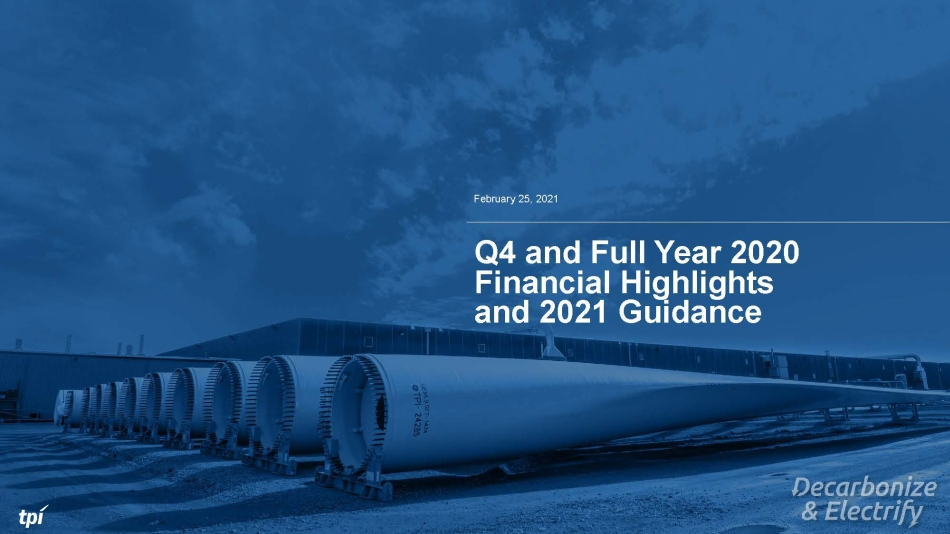 February 25, 2021
Q4 and Full Year 2020
Financial Highlights
and 2021 Guidance
tpi
Decarbonize
& Electrify